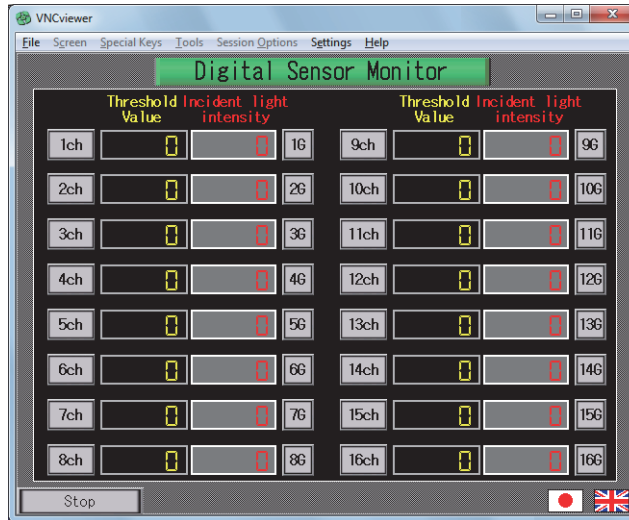 VNCviewer
File Screen Special Keys Tools Session Options Settings Help
Digital Sensor Monitor
Threshold Incident light Threshold Incident light
Value intensity Value intensity
1ch 0 0 1G 9ch 0 0 9G
2ch 0 0 2G 10ch 0 0 10G
3ch 0 0 3G 11ch 0 0 11G
4ch 0 0 4G 12ch 0 0 12G
5ch 0 0 5G 13ch 0 0 13G
6ch 0 0 6G 14ch 0 0 14G
7ch 0 0 7G 15ch 0 0 15G
8ch 0 0 8G 16ch 0 0 16G
Stop